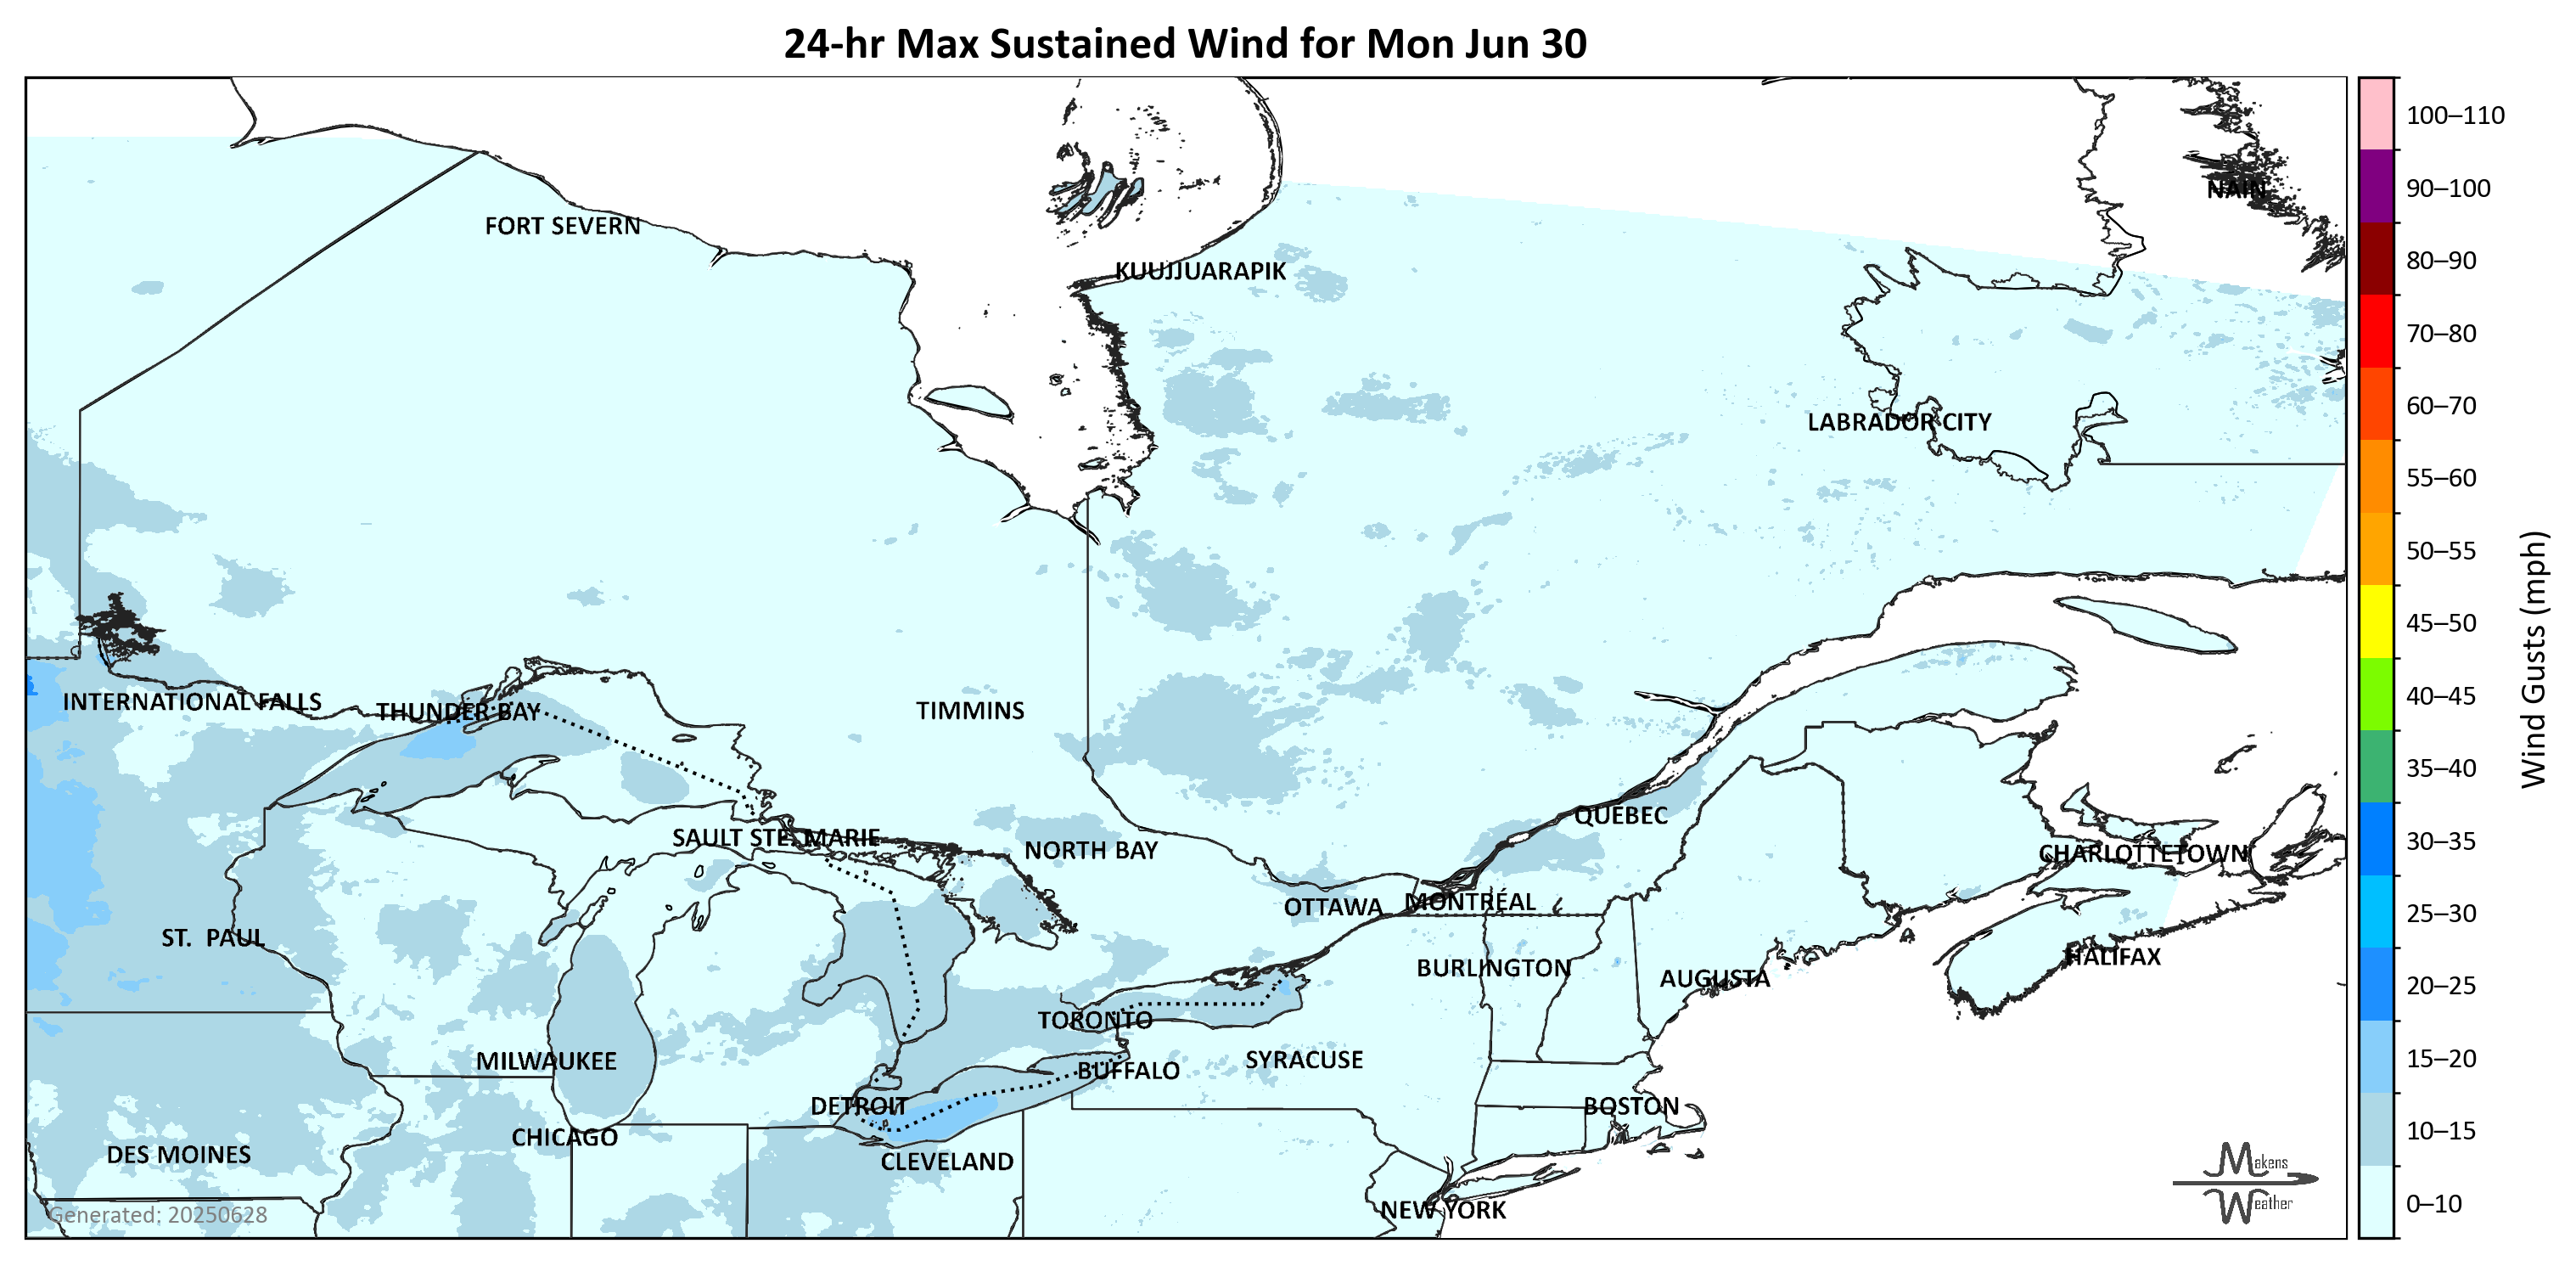 24-hr Max Sustained Wind for Mon Jun 30
100–110
90–100
NAIN
FORT SEVERN
80–90
KUUJJUARAPIK
70–80
60–70
LABRADOR CITY
55–60
50–55
Wind Gusts (mph)
45–50
40–45
INTERNATIONAL FALLS
THUNDER BAY
TIMMINS
35–40
QUEBEC
30–35
SAULT STE. MARIE
NORTH BAY
CHARLOTTETOWN
OTTAWA
MONTRÉAL
25–30
ST. PAUL
HALIFAX
BURLINGTON
AUGUSTA
20–25
TORONTO
MILWAUKEE
SYRACUSE
15–20
BUFFALO
DETROIT
BOSTON
10–15
CHICAGO
DES MOINES
CLEVELAND
Makens
Weather
0–10
NEW YORK
Generated: 20250628